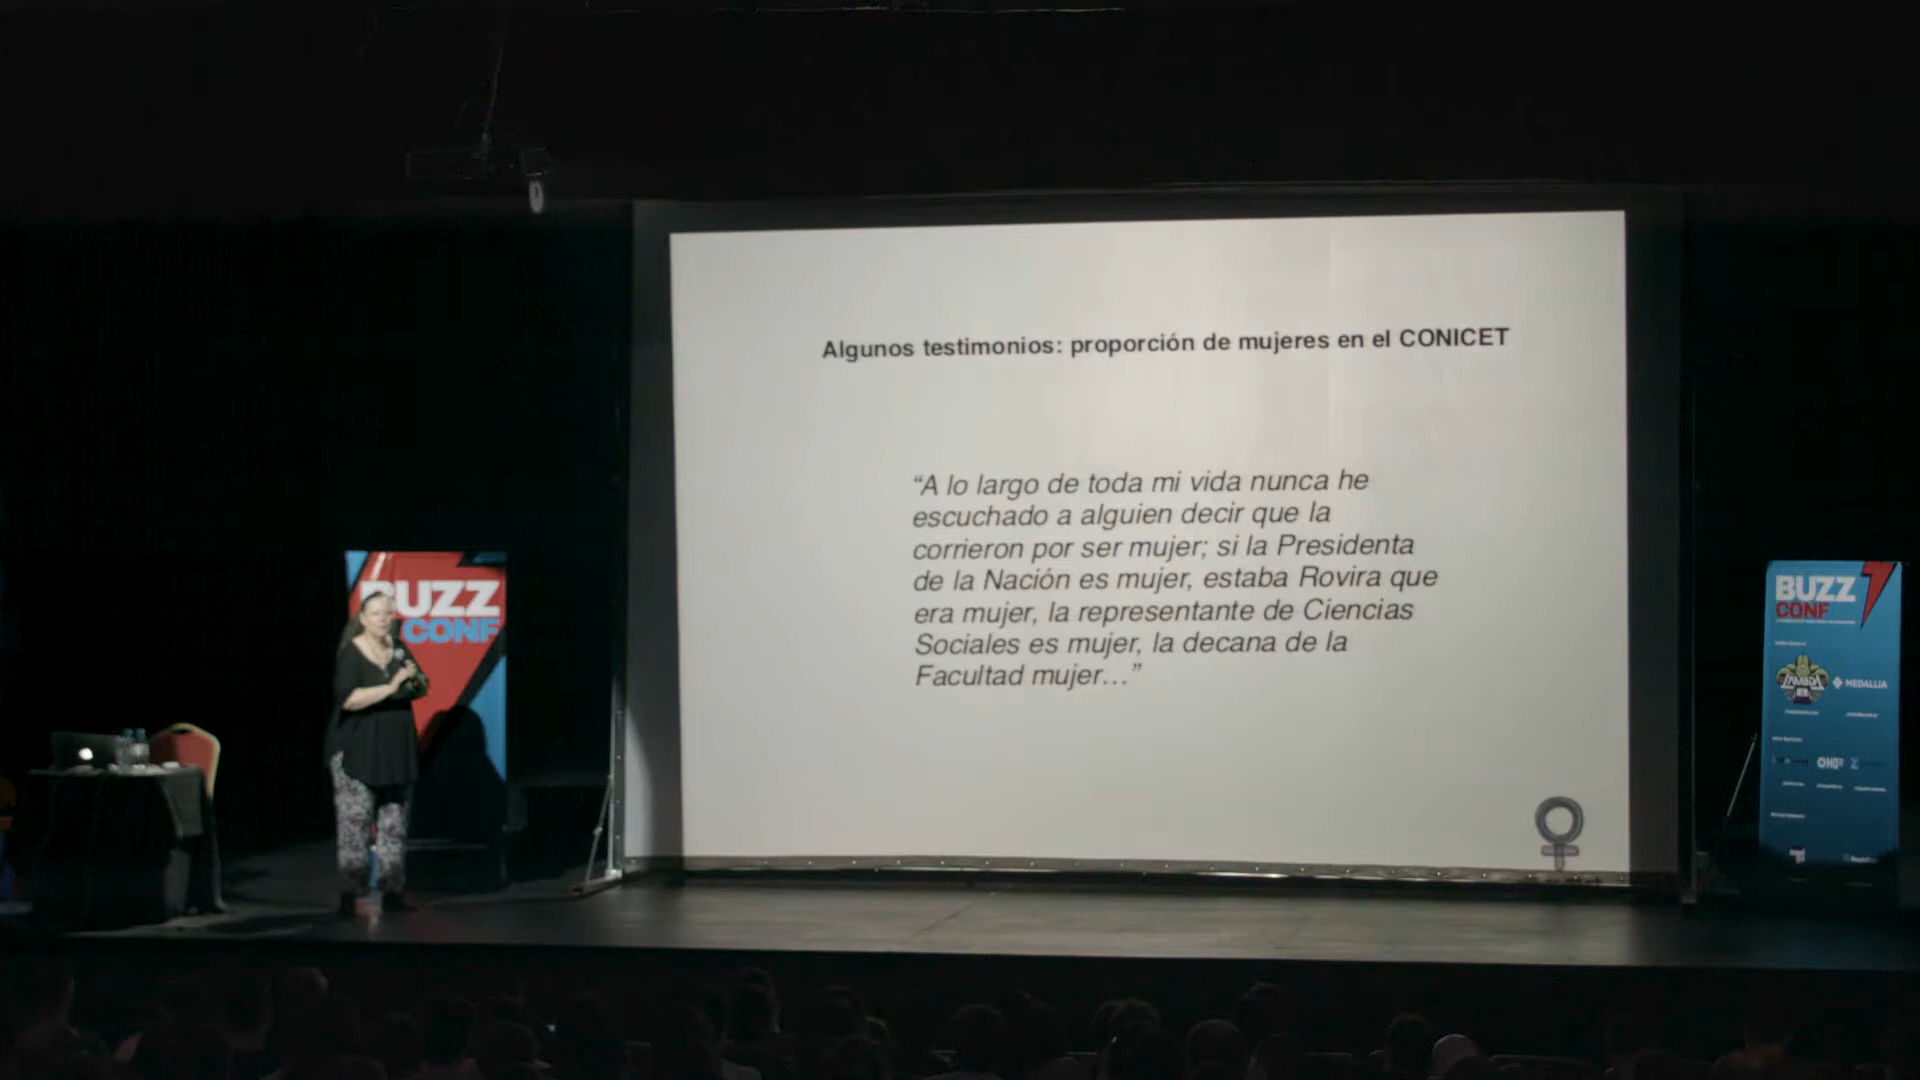 Algunos testimonios: proporción de mujeres en el CONICET
“A lo largo de toda mi vida nunca he
escuchado a alguien decir que la
corrieron por ser mujer; si la Presidenta
de la Nación es mujer, estaba Rovira que
era mujer, la representante de Ciencias
Sociales es mujer, la decana de la
Facultad mujer…”
BUZZ
CONF
BUZZ
CONF
LAMBDA
MEDALLIA